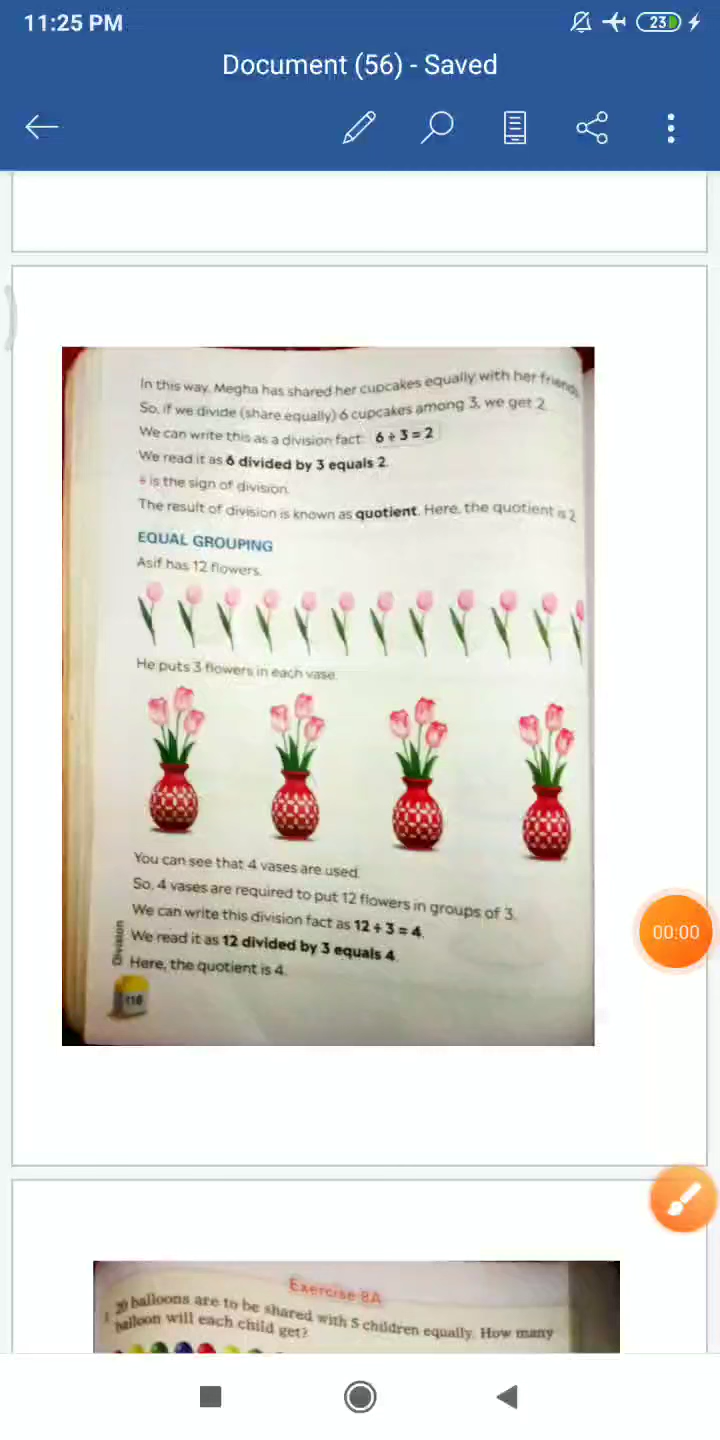 11:25 PM
23
Document (56) - Saved
In this way, Megha has shared her cupcakes equally with her friends
So, if we divide (share equally) 6 cupcakes among 3, we get 2.
We can write this as a division fact: 6 ÷ 3 = 2
We read it as 6 divided by 3 equals 2.
÷ is the sign of division.
The result of division is known as quotient. Here, the quotient is 2
EQUAL GROUPING
Asif has 12 flowers.
He puts 3 flowers in each vase.
You can see that 4 vases are used.
So, 4 vases are required to put 12 flowers in groups of 3.
We can write this division fact as 12 ÷ 3 = 4.
We read it as 12 divided by 3 equals 4.
Here, the quotient is 4.
Division
116
00:00
Exercise 8A
1 20 balloons are to be shared with 5 children equally. How many
balloon will each child get?